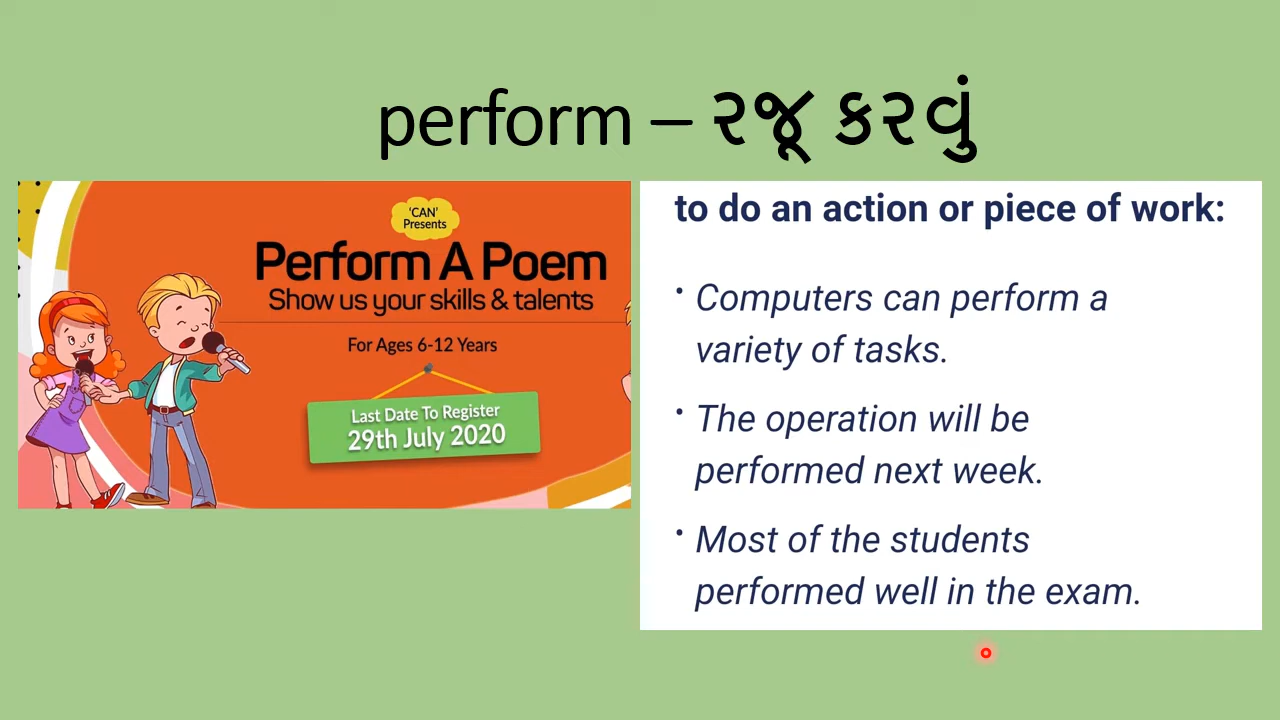 perform – રજૂ કરવું
'CAN'
Presents
Perform A Poem
Show us your skills & talents
For Ages 6-12 Years
Last Date To Register
29th July 2020
to do an action or piece of work:
• Computers can perform a
variety of tasks.
• The operation will be
performed next week.
• Most of the students
performed well in the exam.